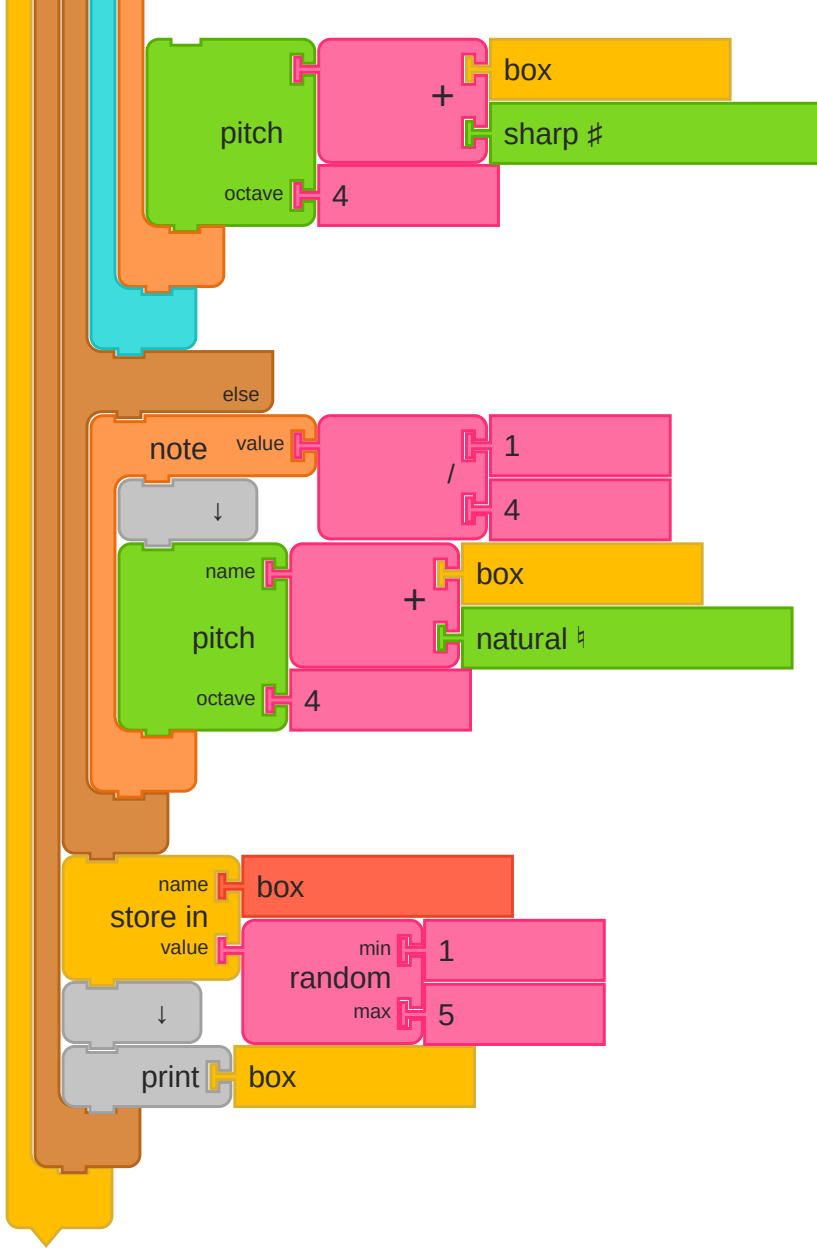 box
+
pitch
sharp ♯
octave
4
else
note
value
1
/
4
↓
name
box
+
pitch
natural ♮
octave
4
name
box
store in
value
min
1
random
max
5
↓
print
box